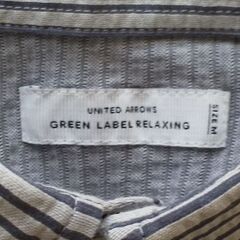 UNITED ARROWS
GREEN LABEL RELAXING
SIZE M